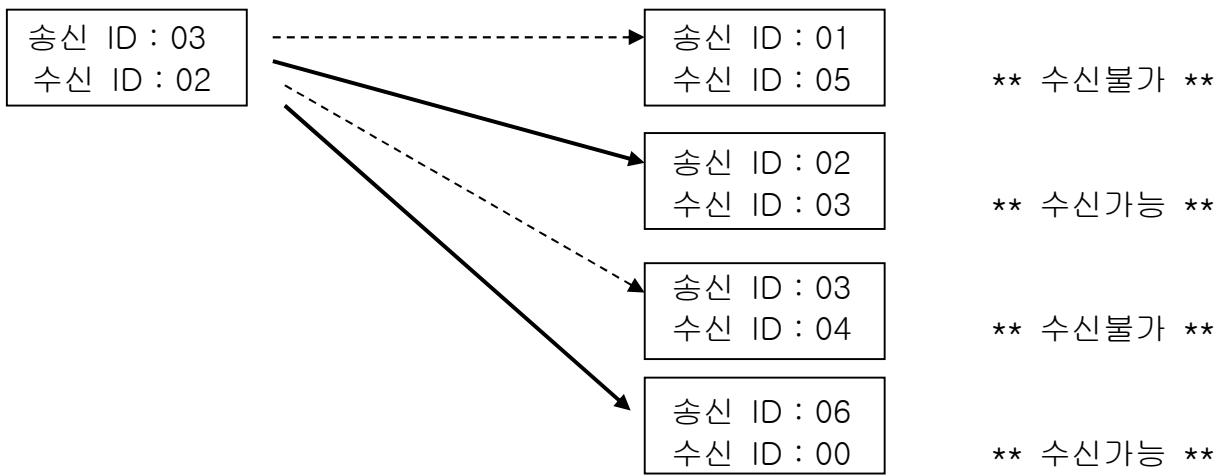 송신 ID : 03
수신 ID : 02
송신 ID : 01
수신 ID : 05
** 수신불가 **
송신 ID : 02
수신 ID : 03
** 수신가능 **
송신 ID : 03
수신 ID : 04
** 수신불가 **
송신 ID : 06
수신 ID : 00
** 수신가능 **